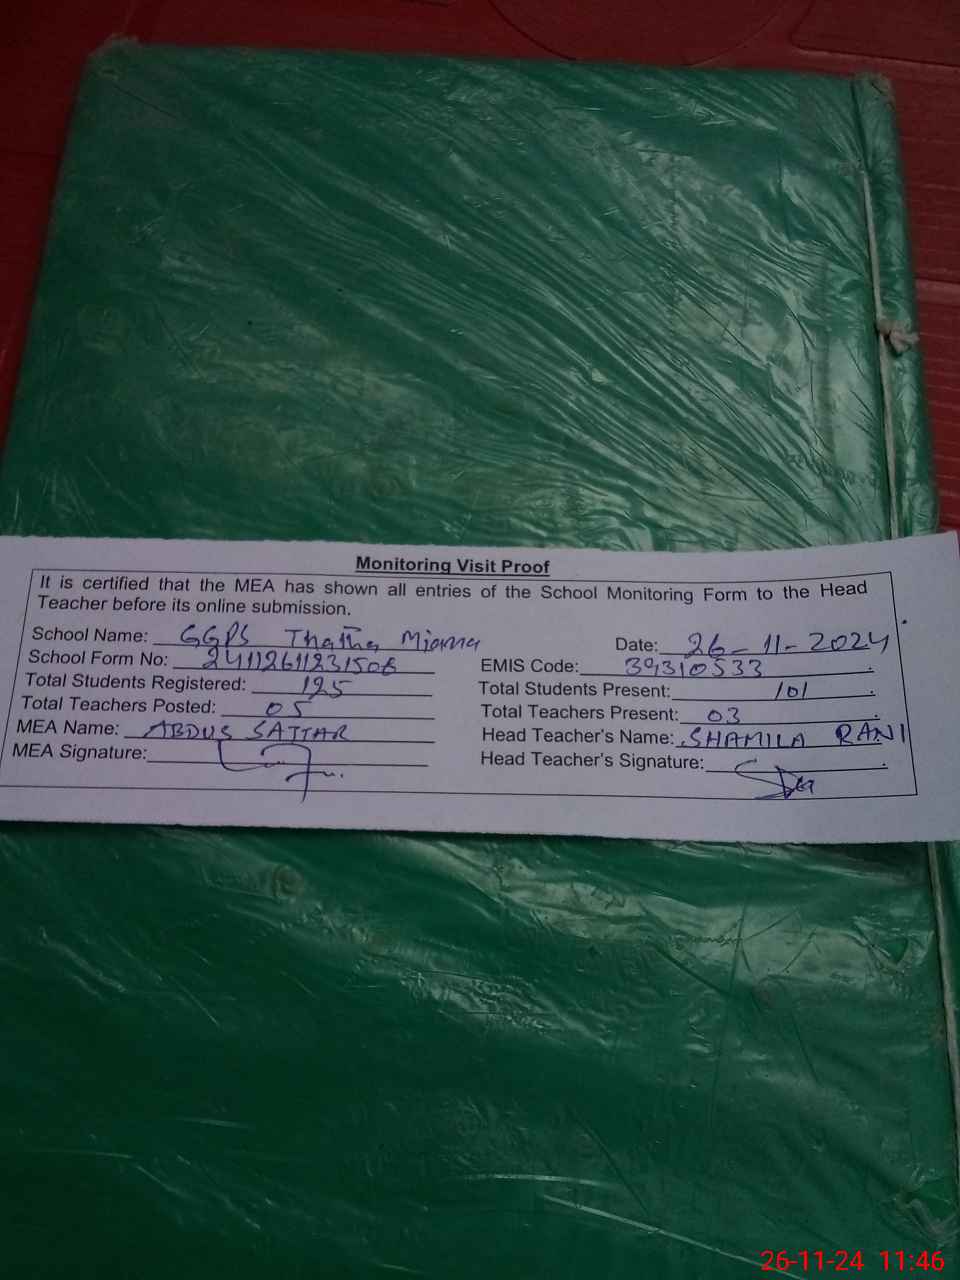 Monitoring Visit Proof
It is certified that the MEA has shown all entries of the School Monitoring Form to the Head
Teacher before its online submission.
School Name: GGPS Thatha Mianna Date: 26-11-2024
School Form No: 24112611231506 EMIS Code: 39310533
Total Students Registered: 125 Total Students Present: 101
Total Teachers Posted: 05 Total Teachers Present: 03
MEA Name: ABDUS SATTAR Head Teacher's Name: SHAMILA RANI
MEA Signature: Head Teacher's Signature:
26-11-24 11:46